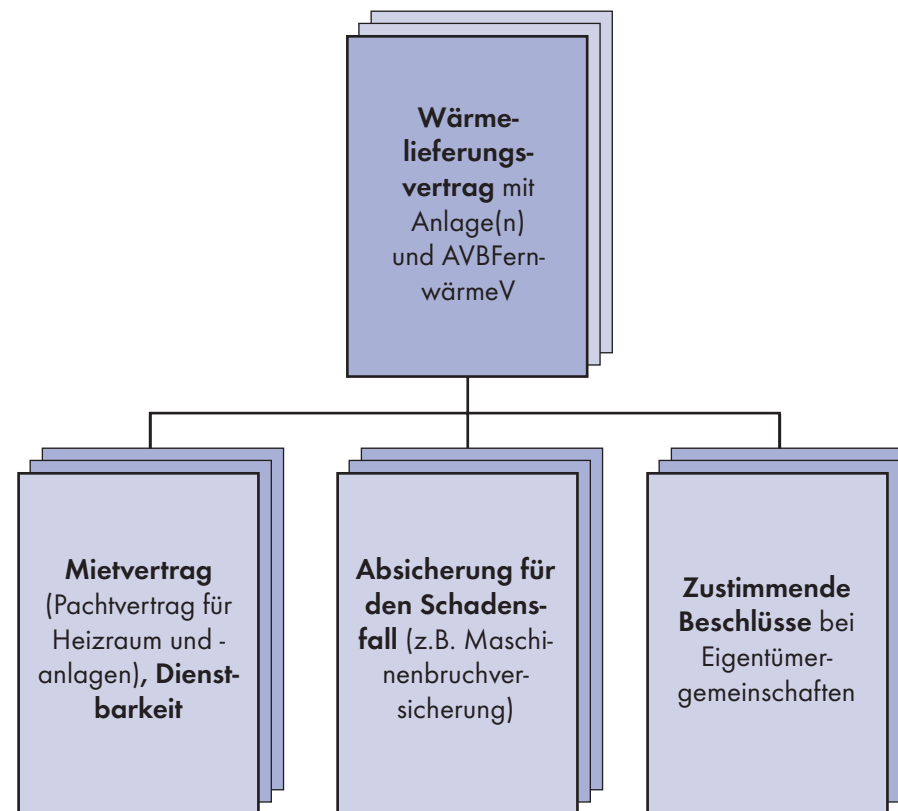 Wärme-
lieferungs-
vertrag mit
Anlage(n)
und AVBFern-
wärmeV
Mietvertrag
(Pachtvertrag für
Heizraum und -
anlagen), Dienst-
barkeit
Absicherung für
den Schadens-
fall (z.B. Maschi-
nenbruchver-
sicherung)
Zustimmende
Beschlüsse bei
Eigentümer-
gemeinschaften